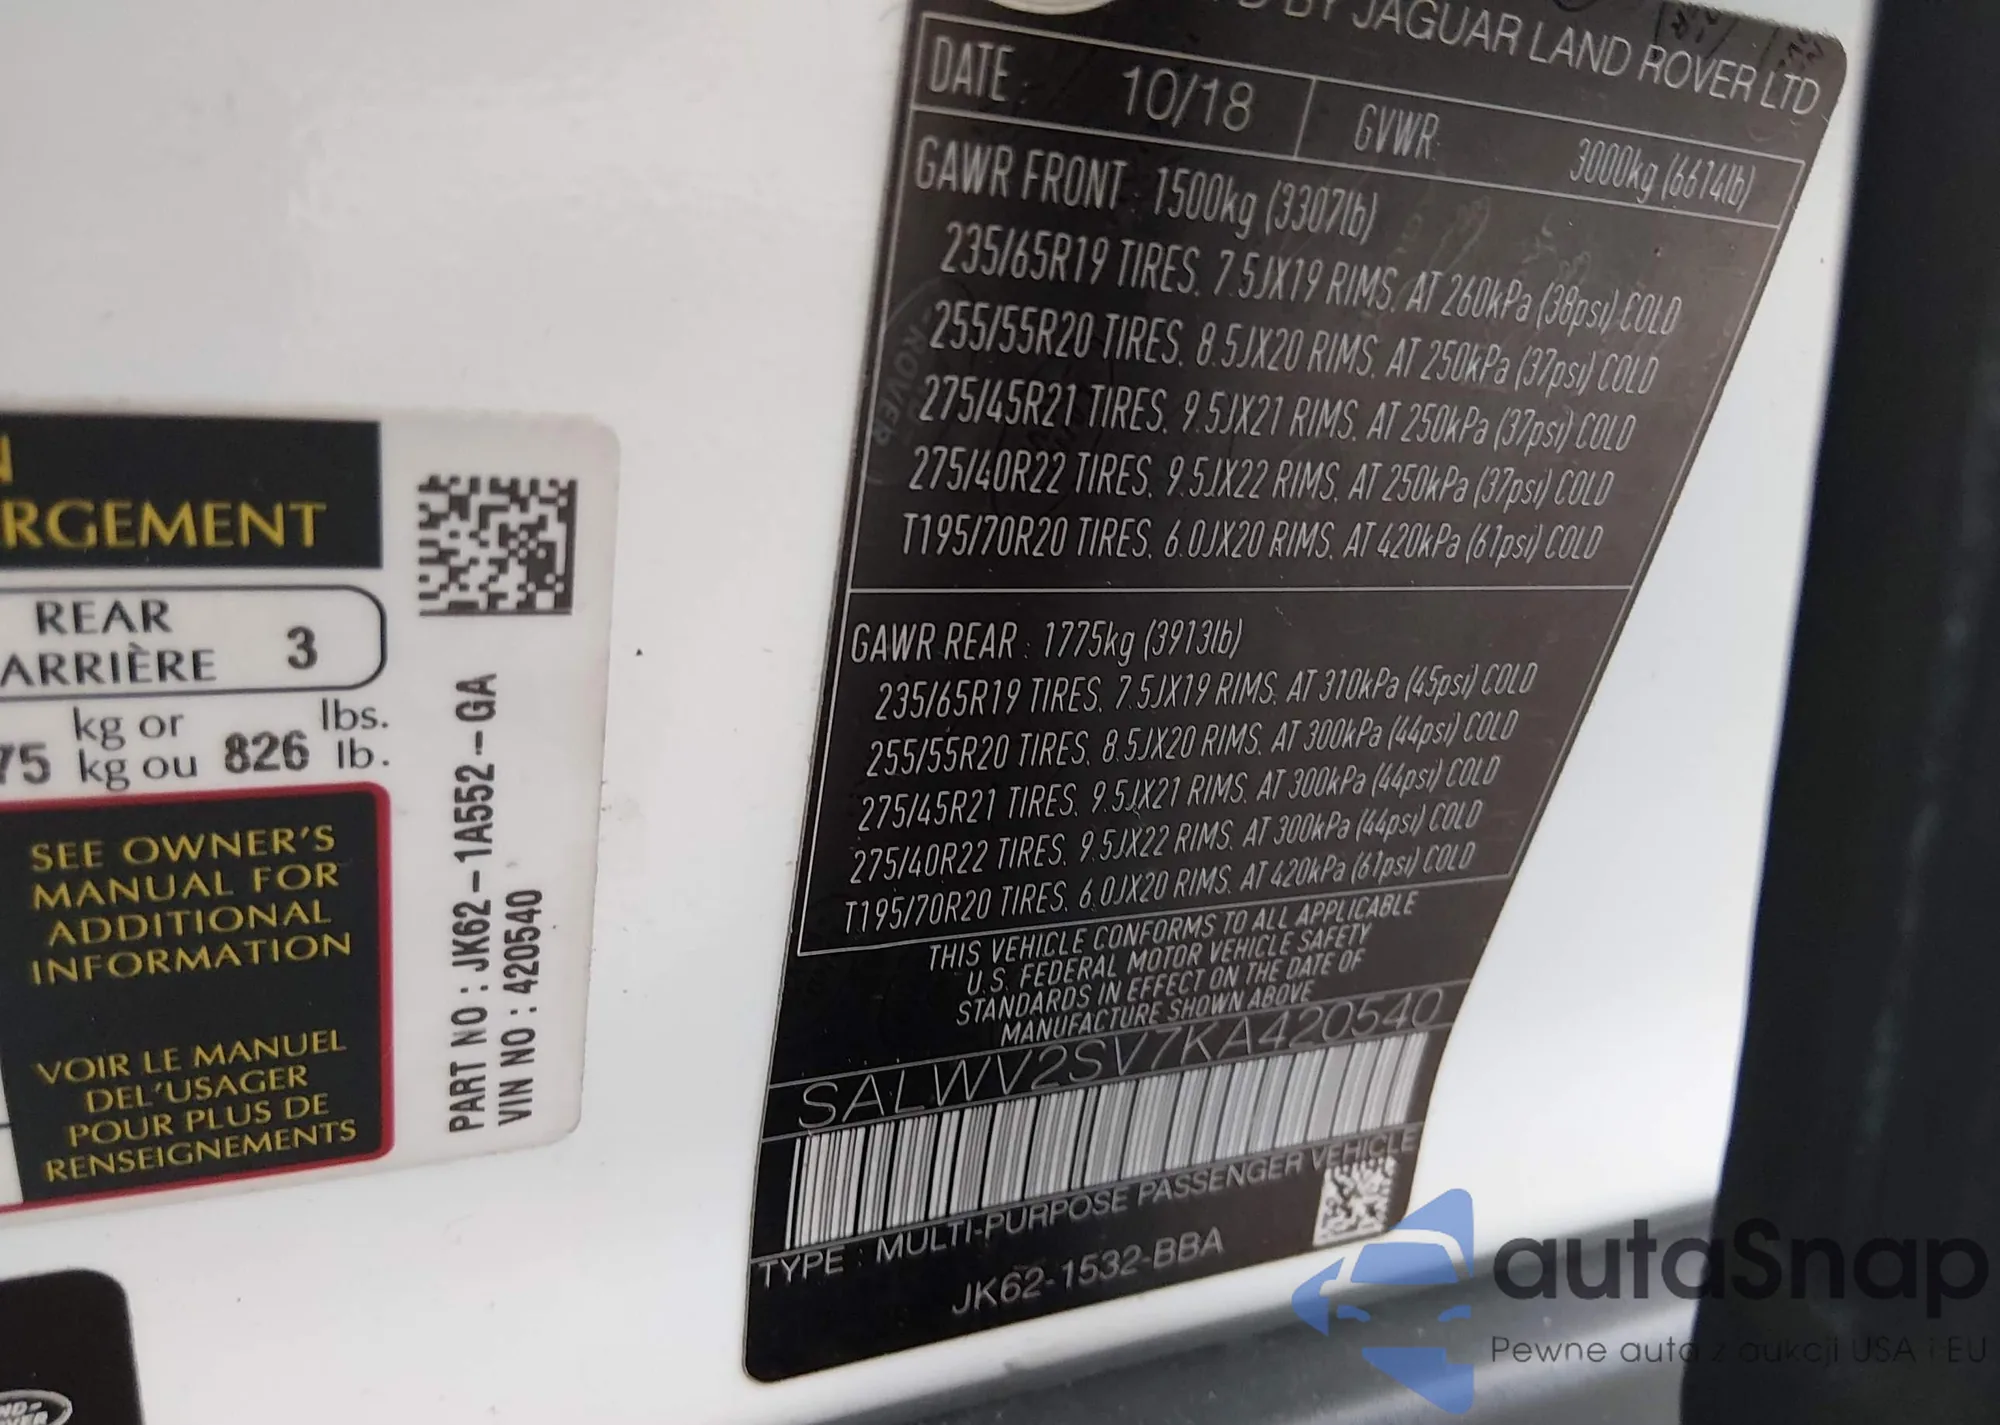 RGEMENT
REAR
ARRIÈRE 3
75 kg or 826 lbs.
kg ou lb.
SEE OWNER'S
MANUAL FOR
ADDITIONAL
INFORMATION
VOIR LE MANUEL
DEL'USAGER
POUR PLUS DE
RENSEIGNEMENTS
PART NO : JK62-1A552-GA
VIN NO : 420540
D BY JAGUAR LAND ROVER LTD
DATE : 10/18 GVWR : 3000kg (6614lb)
GAWR FRONT : 1500kg (3307lb)
235/65R19 TIRES, 7.5JX19 RIMS, AT 260kPa (38psi) COLD
255/55R20 TIRES, 8.5JX20 RIMS, AT 250kPa (37psi) COLD
275/45R21 TIRES, 9.5JX21 RIMS, AT 250kPa (37psi) COLD
275/40R22 TIRES, 9.5JX22 RIMS, AT 250kPa (37psi) COLD
T195/70R20 TIRES, 6.0JX20 RIMS, AT 420kPa (61psi) COLD
GAWR REAR : 1775kg (3913lb)
235/65R19 TIRES, 7.5JX19 RIMS, AT 310kPa (45psi) COLD
255/55R20 TIRES, 8.5JX20 RIMS, AT 300kPa (44psi) COLD
275/45R21 TIRES, 9.5JX21 RIMS, AT 300kPa (44psi) COLD
275/40R22 TIRES, 9.5JX22 RIMS, AT 300kPa (44psi) COLD
T195/70R20 TIRES, 6.0JX20 RIMS, AT 420kPa (61psi) COLD
THIS VEHICLE CONFORMS TO ALL APPLICABLE
U.S. FEDERAL MOTOR VEHICLE SAFETY
STANDARDS IN EFFECT ON THE DATE OF
MANUFACTURE SHOWN ABOVE
SALWV2SV7KA420540
TYPE : MULTI-PURPOSE PASSENGER VEHICLE
JK62-1532-BBA
autaSnap
Pewne auta z aukcji USA i EU